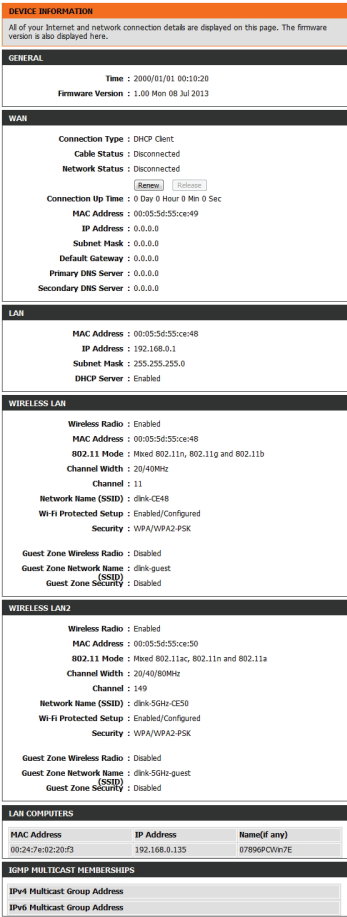 DEVICE INFORMATION
All of your Internet and network connection details are displayed on this page. The firmware
version is also displayed here.
GENERAL
Time : 2000/01/01 00:10:20
Firmware Version : 1.00 Mon 08 Jul 2013
WAN
Connection Type : DHCP Client
Cable Status : Disconnected
Network Status : Disconnected
Renew Release
Connection Up Time : 0 Day 0 Hour 0 Min 0 Sec
MAC Address : 00:05:5d:55:ce:49
IP Address : 0.0.0.0
Subnet Mask : 0.0.0.0
Default Gateway : 0.0.0.0
Primary DNS Server : 0.0.0.0
Secondary DNS Server : 0.0.0.0
LAN
MAC Address : 00:05:5d:55:ce:48
IP Address : 192.168.0.1
Subnet Mask : 255.255.255.0
DHCP Server : Enabled
WIRELESS LAN
Wireless Radio : Enabled
MAC Address : 00:05:5d:55:ce:48
802.11 Mode : Mixed 802.11n, 802.11g and 802.11b
Channel Width : 20/40MHz
Channel : 11
Network Name (SSID) : dlink-CE48
Wi-Fi Protected Setup : Enabled/Configured
Security : WPA/WPA2-PSK
Guest Zone Wireless Radio : Disabled
Guest Zone Network Name : dlink-guest
(SSID)
Guest Zone Security : Disabled
WIRELESS LAN2
Wireless Radio : Enabled
MAC Address : 00:05:5d:55:ce:50
802.11 Mode : Mixed 802.11ac, 802.11n and 802.11a
Channel Width : 20/40/80MHz
Channel : 149
Network Name (SSID) : dlink-5GHz-CE50
Wi-Fi Protected Setup : Enabled/Configured
Security : WPA/WPA2-PSK
Guest Zone Wireless Radio : Disabled
Guest Zone Network Name : dlink-5GHz-guest
(SSID)
Guest Zone Security : Disabled
LAN COMPUTERS
MAC Address IP Address Name(if any)
00:24:7e:02:20:f3 192.168.0.135 07896PCWin7E
IGMP MULTICAST MEMBERSHIPS
IPv4 Multicast Group Address
IPv6 Multicast Group Address